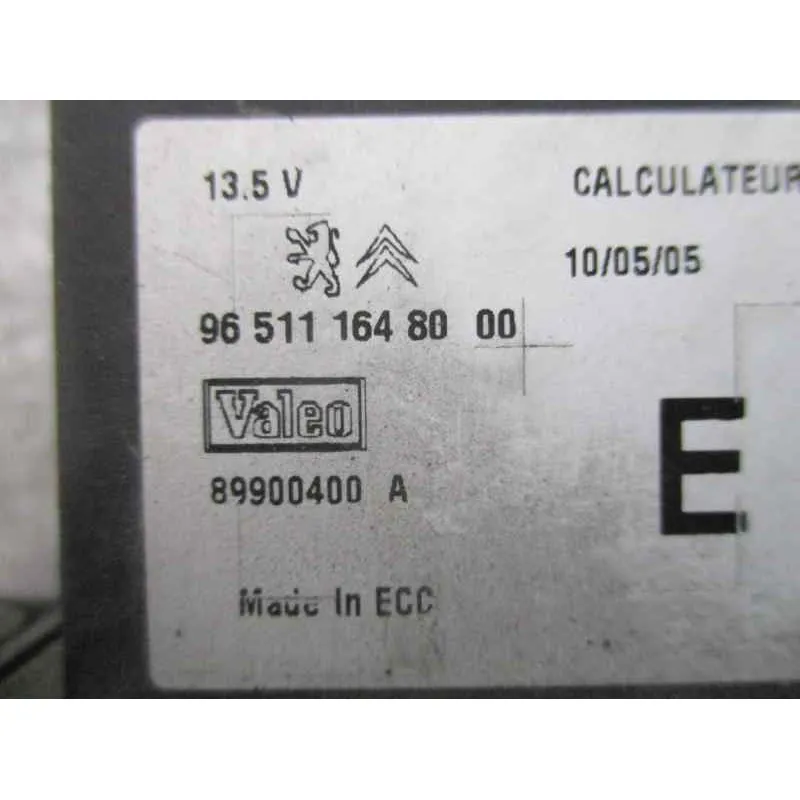 13.5 V CALCULATEUR
10/05/05
96 511 164 80 00
Valeo
E
89900400 A
Made In ECC